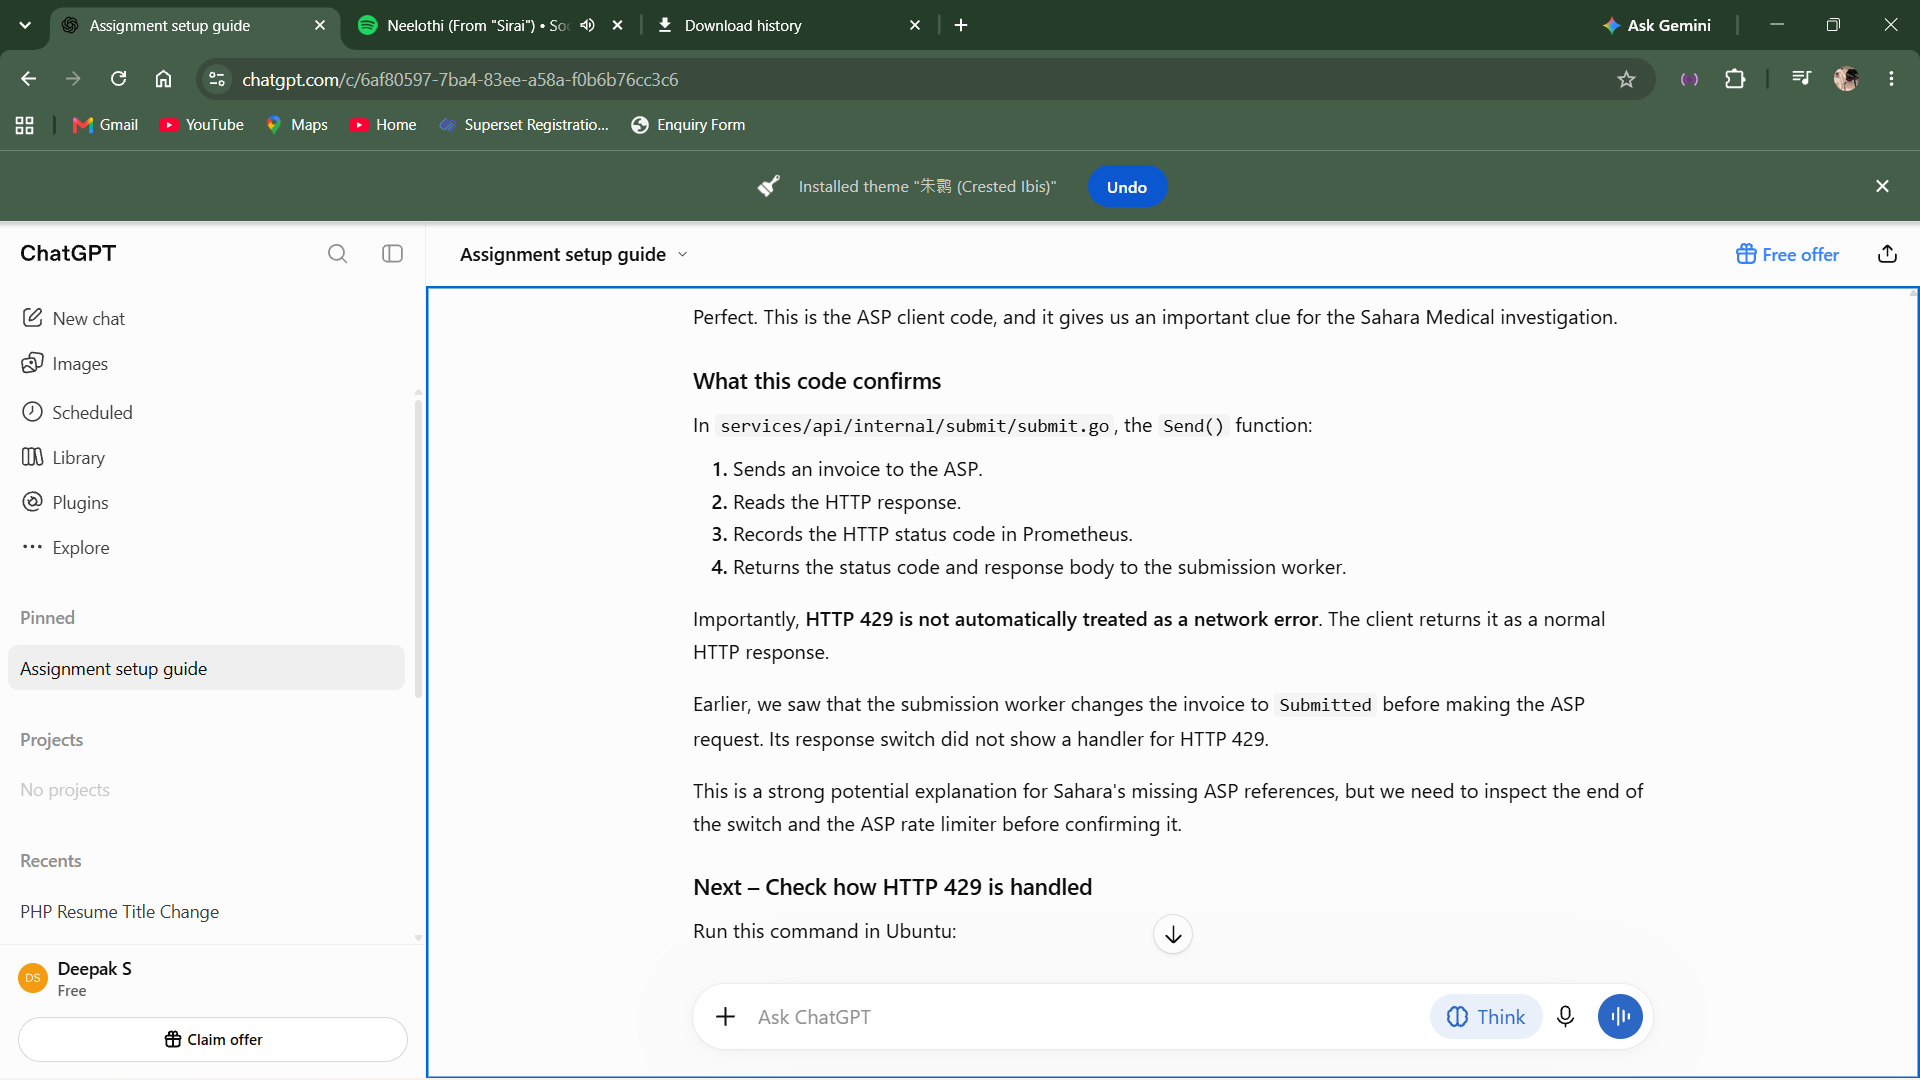 Assignment setup guide
Neelothi (From "Sirai") • So
Download history
Ask Gemini
chatgpt.com/c/6af80597-7ba4-83ee-a58a-f0b6b76cc3c6
Gmail
YouTube
Maps
Home
Superset Registratio...
Enquiry Form
Installed theme "朱鹮 (Crested Ibis)"
Undo
ChatGPT
New chat
Images
Scheduled
Library
Plugins
Explore
Pinned
Assignment setup guide
Projects
No projects
Recents
PHP Resume Title Change
DS
Deepak S
Free
Claim offer
Assignment setup guide
Free offer
Perfect. This is the ASP client code, and it gives us an important clue for the Sahara Medical investigation.
What this code confirms
In services/api/internal/submit/submit.go, the Send() function:
1. Sends an invoice to the ASP.
2. Reads the HTTP response.
3. Records the HTTP status code in Prometheus.
4. Returns the status code and response body to the submission worker.
Importantly, HTTP 429 is not automatically treated as a network error. The client returns it as a normal
HTTP response.
Earlier, we saw that the submission worker changes the invoice to Submitted before making the ASP
request. Its response switch did not show a handler for HTTP 429.
This is a strong potential explanation for Sahara's missing ASP references, but we need to inspect the end of
the switch and the ASP rate limiter before confirming it.
Next – Check how HTTP 429 is handled
Run this command in Ubuntu:
Ask ChatGPT
Think